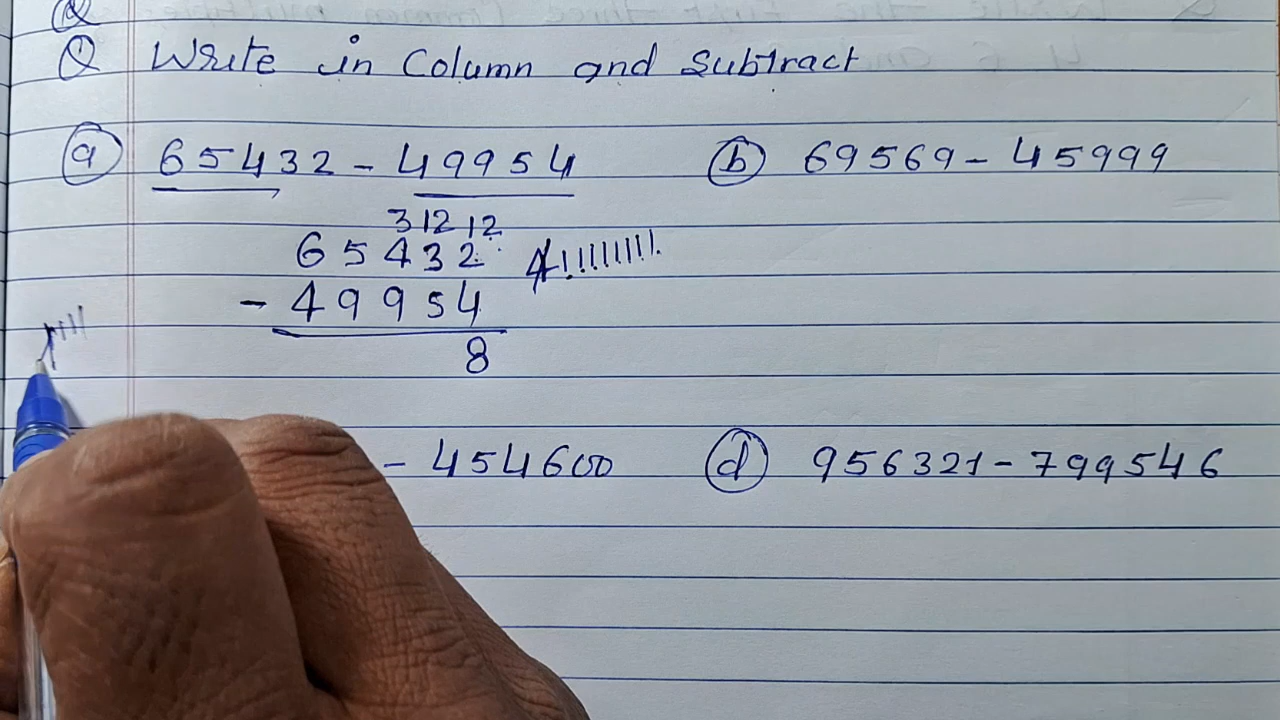 Q Write in Column and Subtract
(a) 65432 - 49954 (b) 69569 - 45999
3 12 12
65432
- 49954
8
- 454600 (d) 956321 - 799546